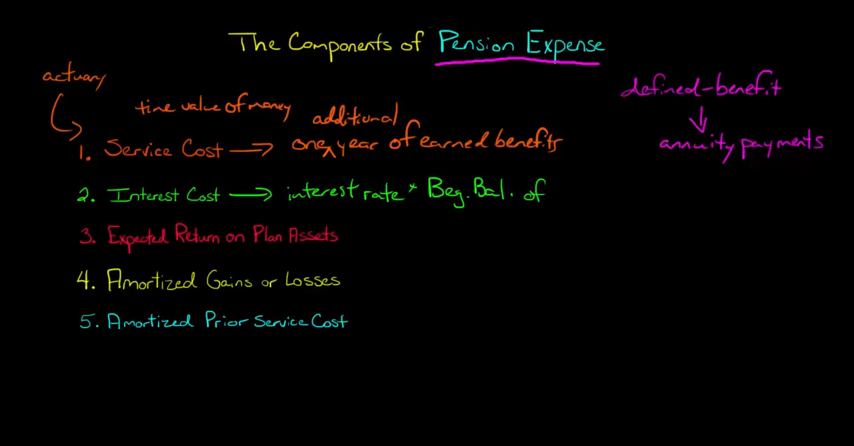 The Components of Pension Expense
actuary
defined-benefit
time value of money
additional
annuity payments
1. Service Cost → one ^ year of earned benefits
2. Interest Cost → interest rate * Beg. Bal. of
3. Expected Return on Plan Assets
4. Amortized Gains or Losses
5. Amortized Prior Service Cost